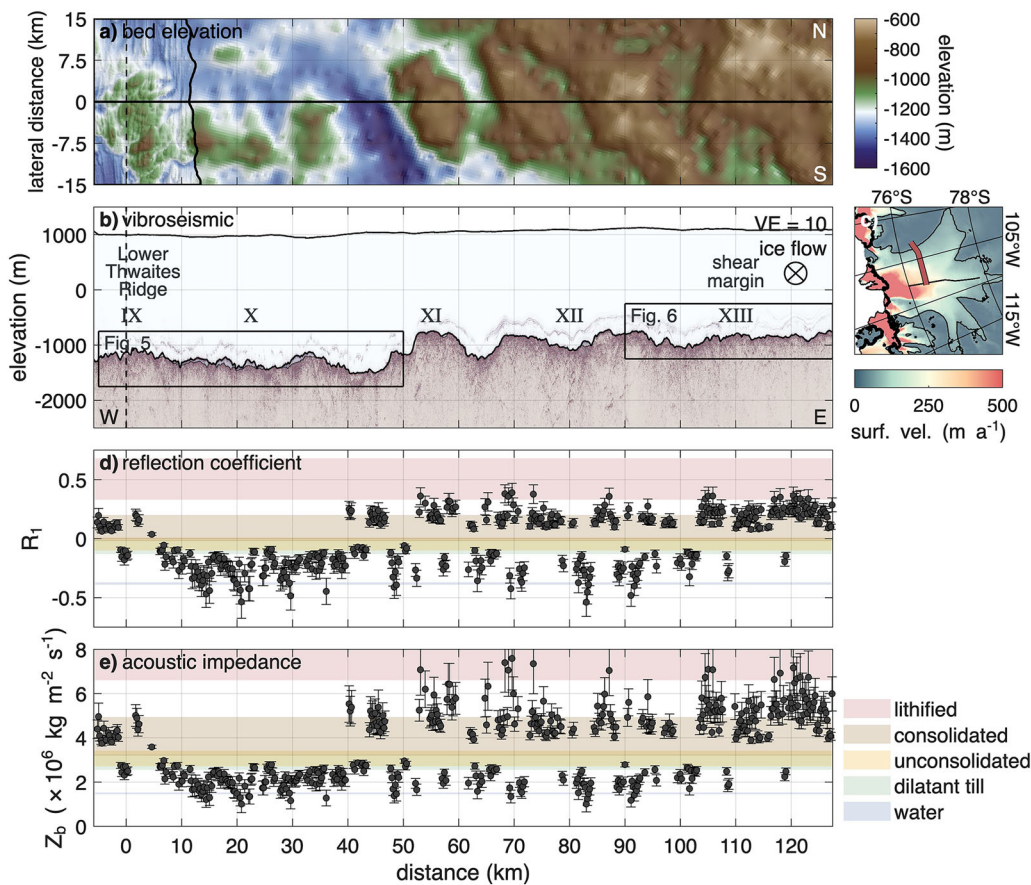 a) bed elevation
N
S
lateral distance (km)
15
7.5
0
-7.5
-15
-600
-800
-1000
-1200
-1400
-1600
elevation
(m)
b) vibroseismic
VE = 10
ice flow
shear
margin
Lower
Thwaites
Ridge
IX
X
XI
XII
XIII
Fig. 5
Fig. 6
W
E
elevation (m)
1000
0
-1000
-2000
76°S
78°S
105°W
115°W
0
250
500
surf. vel. (m a⁻¹)
d) reflection coefficient
R₁
0.5
0
-0.5
e) acoustic impedance
Z_b ( × 10⁶ kg m⁻² s⁻¹)
8
6
4
2
0
0 10 20 30 40 50 60 70 80 90 100 110 120
distance (km)
lithified
consolidated
unconsolidated
dilatant till
water